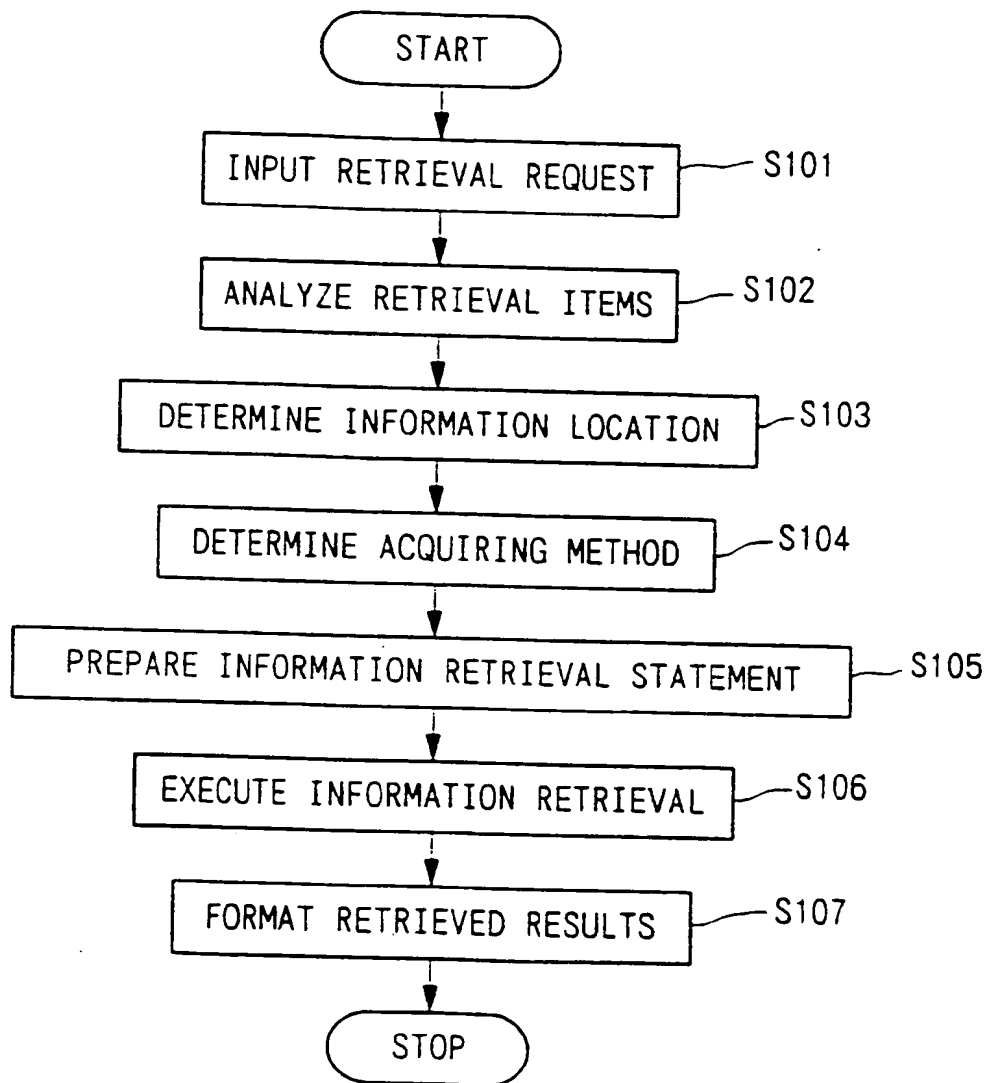 START
INPUT RETRIEVAL REQUEST S101
ANALYZE RETRIEVAL ITEMS S102
DETERMINE INFORMATION LOCATION S103
DETERMINE ACQUIRING METHOD S104
PREPARE INFORMATION RETRIEVAL STATEMENT S105
EXECUTE INFORMATION RETRIEVAL S106
FORMAT RETRIEVED RESULTS S107
STOP